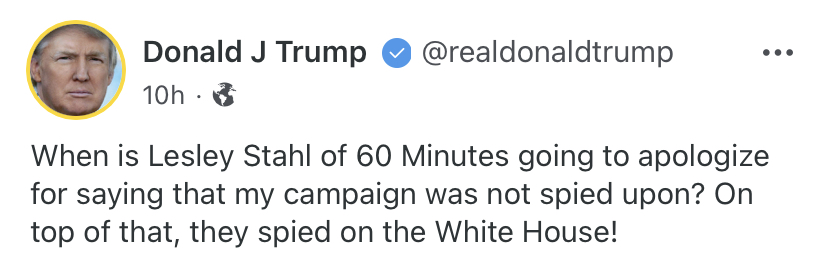 Donald J Trump @realdonaldtrump
10h ·
When is Lesley Stahl of 60 Minutes going to apologize
for saying that my campaign was not spied upon? On
top of that, they spied on the White House!